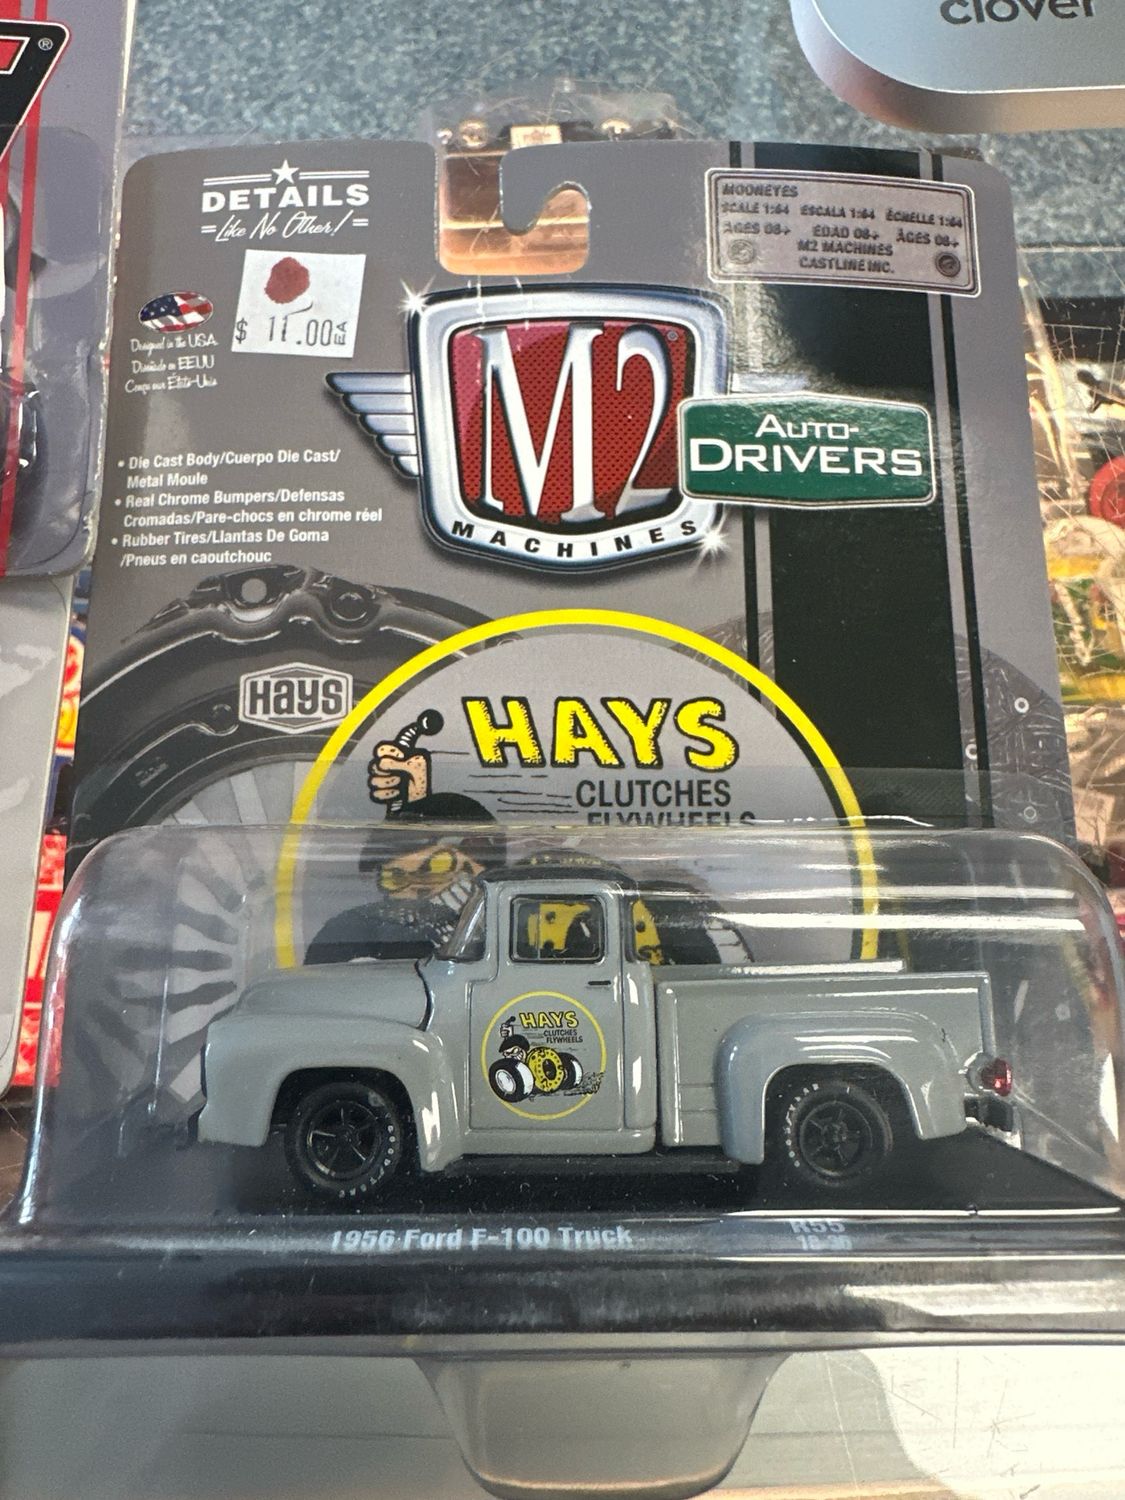 clover
®
DETAILS
Like No Other!
MOONEYES
SCALE 1:64 ESCALA 1:64 ÉCHELLE 1:64
AGES 08+ EDAD 08+ ÂGES 08+
M2 MACHINES
CASTLINE INC.
$ 11.00 EA
Designed in the USA
Diseñado en EEUU
Conçu aux États-Unis
M2®
MACHINES
AUTO-
DRIVERS
• Die Cast Body/Cuerpo Die Cast/
Metal Moule
• Real Chrome Bumpers/Defensas
Cromadas/Pare-chocs en chrome réel
• Rubber Tires/Llantas De Goma
/Pneus en caoutchouc
Hays
HAYS
CLUTCHES
FLYWHEELS
HAYS
CLUTCHES
FLYWHEELS
1956 Ford F-100 Truck
R55
18-36